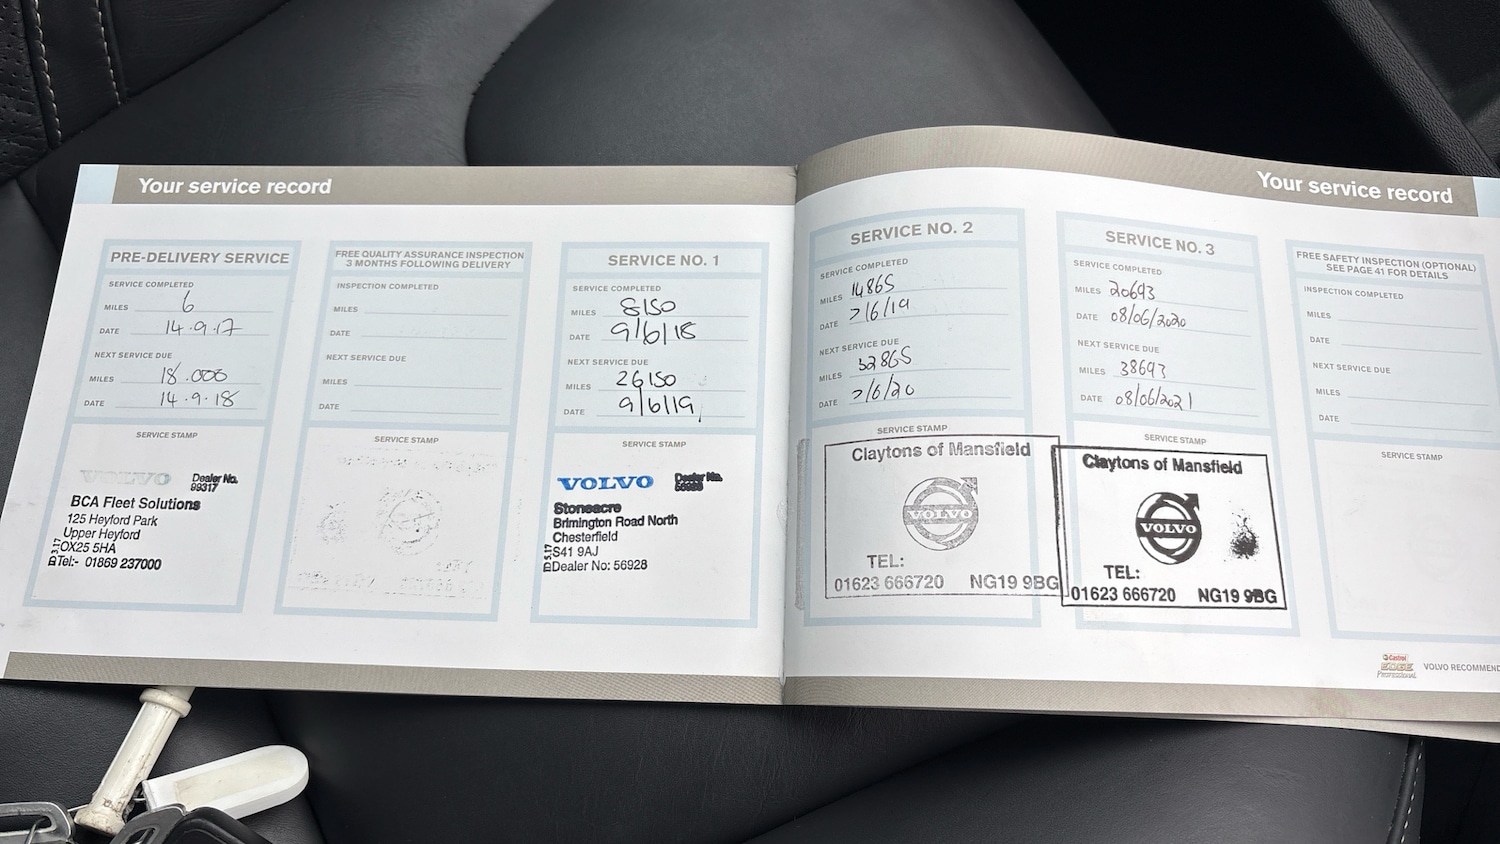 Your service record
PRE-DELIVERY SERVICE
SERVICE COMPLETED
MILES 6
DATE 14.9.17
NEXT SERVICE DUE
MILES 18.000
DATE 14.9.18
SERVICE STAMP
VOLVO Dealer No.
99317
BCA Fleet Solutions
125 Heyford Park
Upper Heyford
OX25 5HA
Tel:- 01869 237000
FREE QUALITY ASSURANCE INSPECTION
3 MONTHS FOLLOWING DELIVERY
INSPECTION COMPLETED
MILES
DATE
NEXT SERVICE DUE
MILES
DATE
SERVICE STAMP
SERVICE NO. 1
SERVICE COMPLETED
MILES 8150
DATE 9/6/18
NEXT SERVICE DUE
MILES 26150
DATE 9/6/19
SERVICE STAMP
VOLVO Dealer No.
Stoneacre
Brimington Road North
Chesterfield
S41 9AJ
Dealer No: 56928
Your service record
SERVICE NO. 2
SERVICE COMPLETED
MILES 14865
DATE 7/6/19
NEXT SERVICE DUE
MILES 32865
DATE 7/6/20
SERVICE STAMP
Claytons of Mansfield
VOLVO
TEL:
01623 666720 NG19 9BG
SERVICE NO. 3
SERVICE COMPLETED
MILES 20693
DATE 08/06/2020
NEXT SERVICE DUE
MILES 38693
DATE 08/06/2021
SERVICE STAMP
Claytons of Mansfield
VOLVO
TEL:
01623 666720 NG19 9BG
FREE SAFETY INSPECTION (OPTIONAL)
SEE PAGE 41 FOR DETAILS
INSPECTION COMPLETED
MILES
DATE
NEXT SERVICE DUE
MILES
DATE
SERVICE STAMP
Castrol
EDGE
PROFESSIONAL
VOLVO RECOMMEND